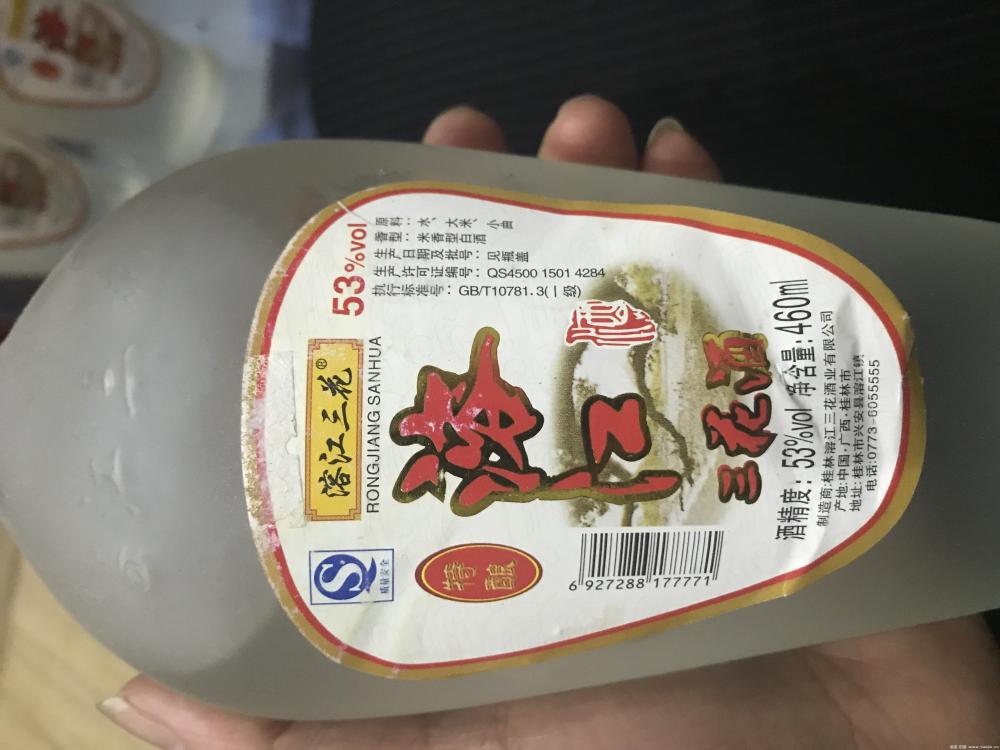 53%vol
原料：水、大米、小曲
香型：米香型白酒
生产日期及批号：见瓶盖
生产许可证编号：QS4500 1501 4284
执行标准号：GB/T10781.3(Ⅰ级)
溶江三花®
RONGJIANG SANHUA
溶江
酒
三花酒
质量安全
特酿
6 927288 177771
酒精度：53%vol 净含量:460ml
制造商:桂林溶江三花酒业有限公司
产地:中国·广西·桂林市
地址:桂林市兴安县溶江镇
电话:0773-6055555